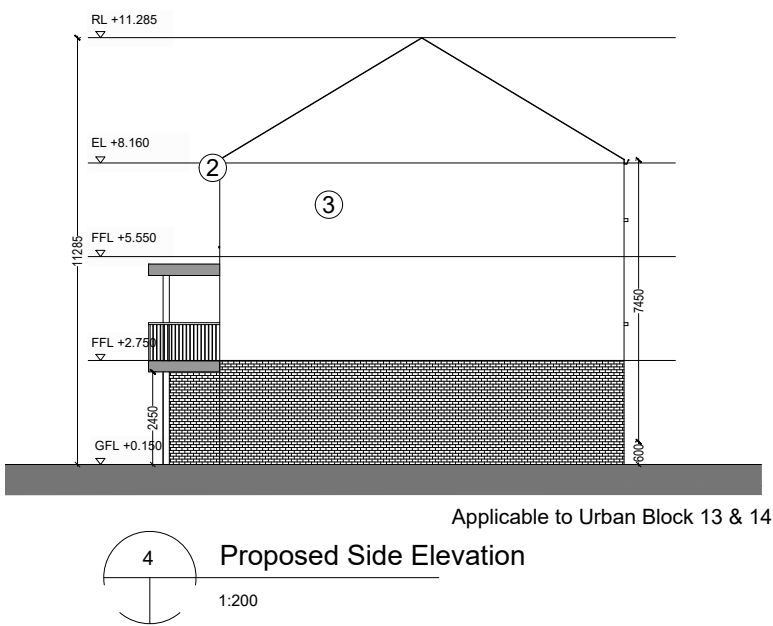 RL +11.285
EL +8.160
2
3
FFL +5.550
11285
7450
FFL +2.750
2450
GFL +0.150
600
Applicable to Urban Block 13 & 14
4
Proposed Side Elevation
1:200